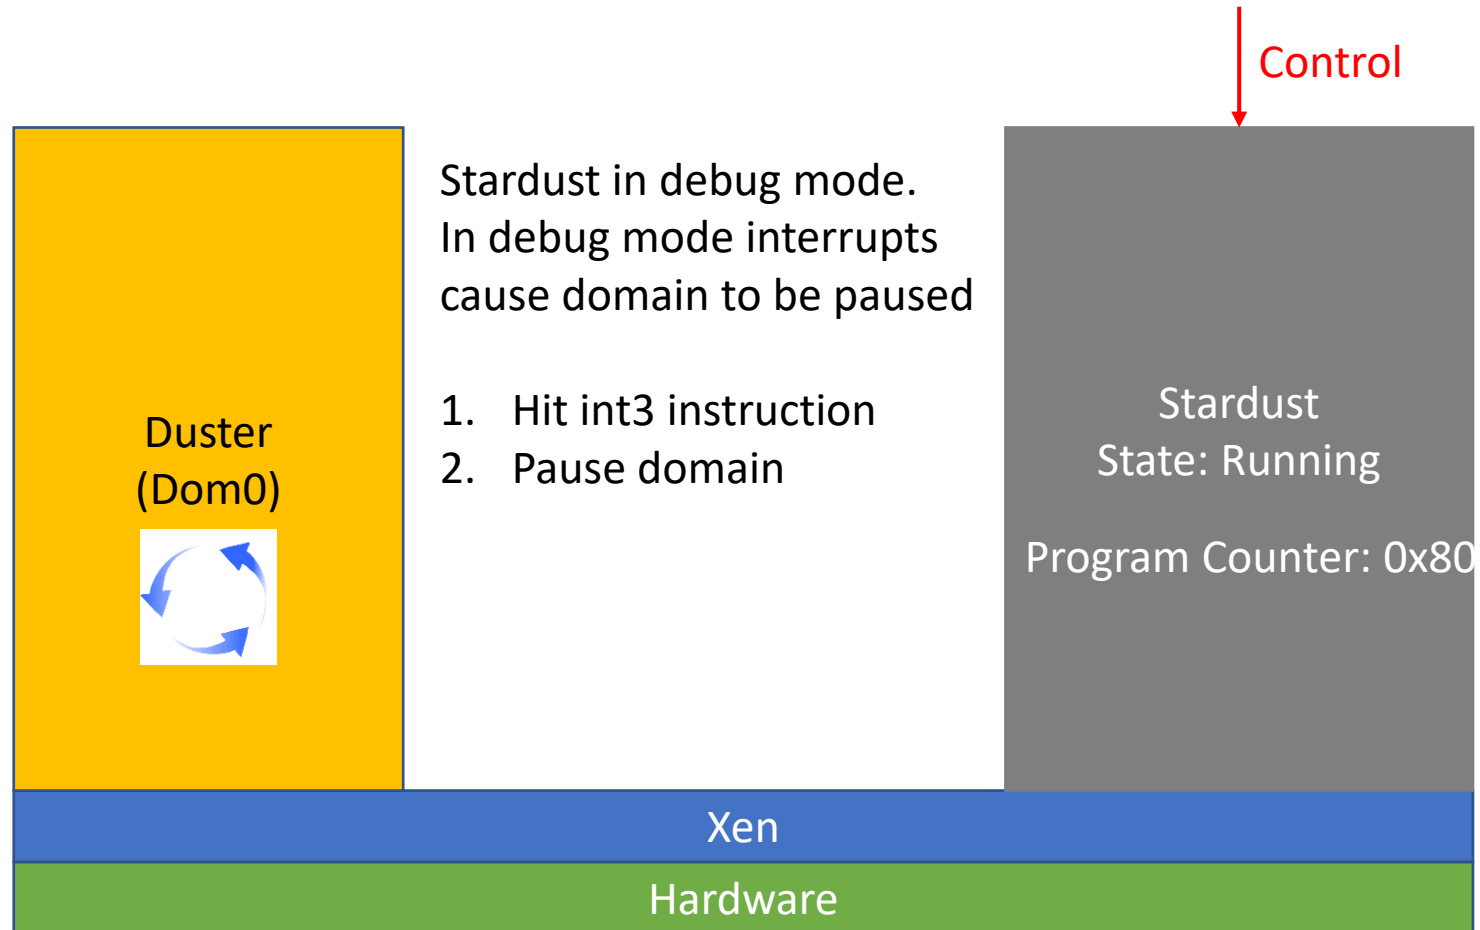 Control
Stardust in debug mode.
In debug mode interrupts
cause domain to be paused
1. Hit int3 instruction
2. Pause domain
Duster
(Dom0)
Stardust
State: Running
Program Counter: 0x80
Xen
Hardware